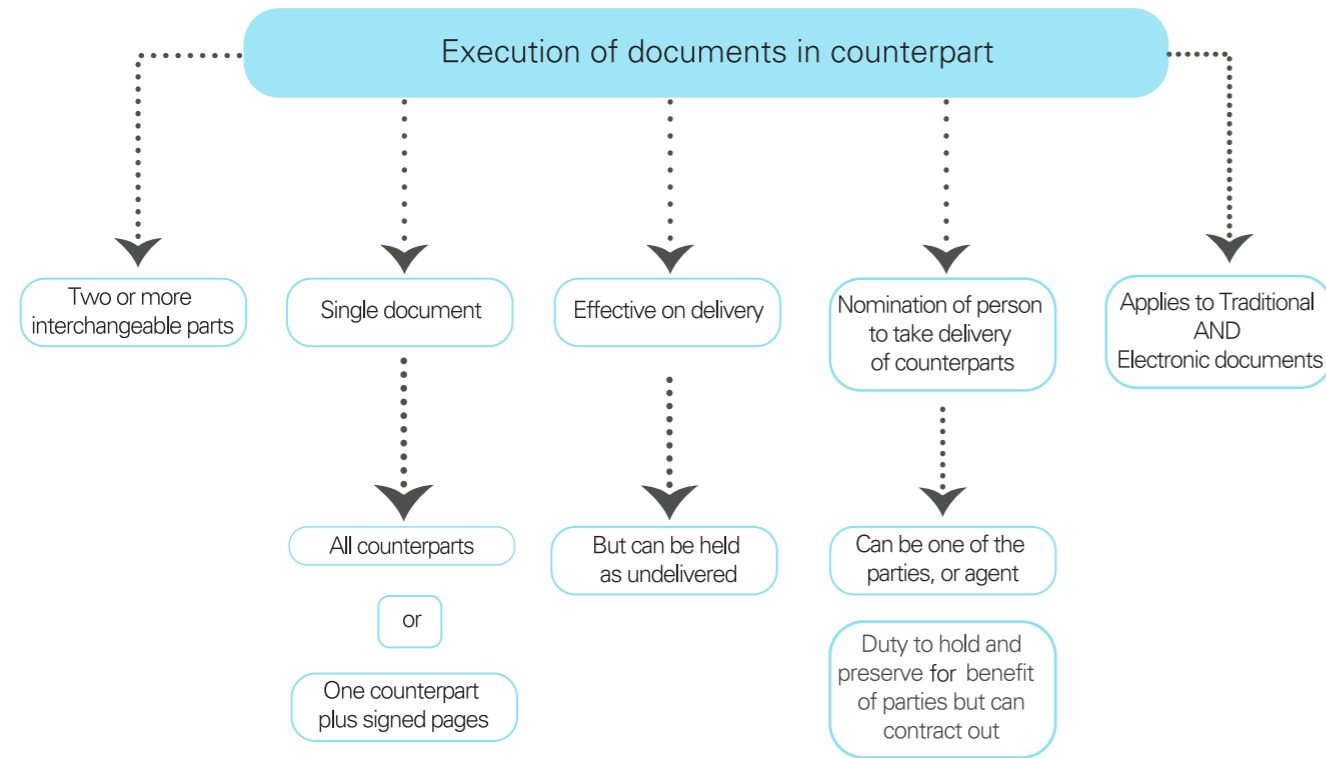 Execution of documents in counterpart
Two or more
interchangeable parts
Single document
Effective on delivery
Nomination of person
to take delivery
of counterparts
Applies to Traditional
AND
Electronic documents
All counterparts
or
One counterpart
plus signed pages
But can be held
as undelivered
Can be one of the
parties, or agent
Duty to hold and
preserve for benefit
of parties but can
contract out